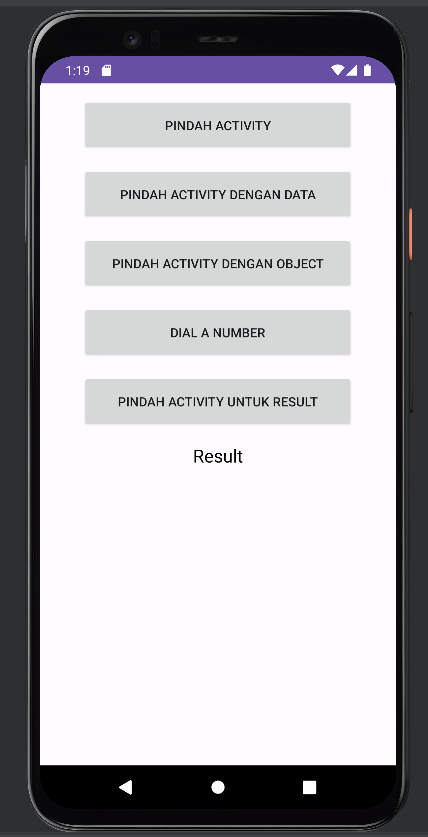 1:19
PINDAH ACTIVITY
PINDAH ACTIVITY DENGAN DATA
PINDAH ACTIVITY DENGAN OBJECT
DIAL A NUMBER
PINDAH ACTIVITY UNTUK RESULT
Result